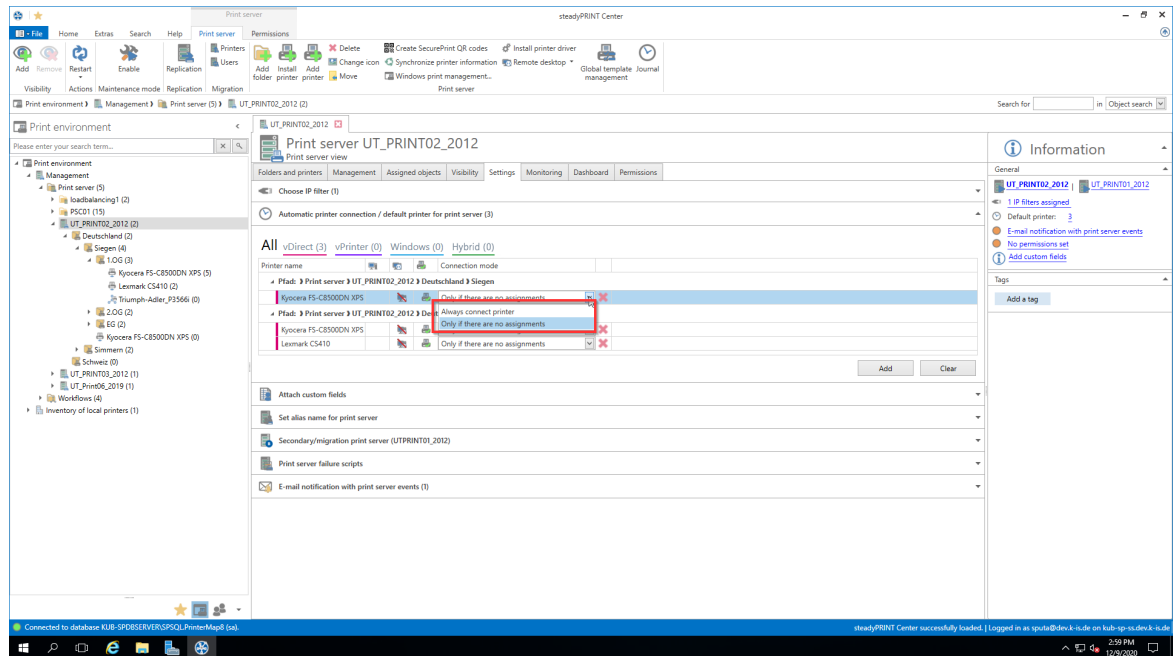 Print server
steadyPRINT Center
File Home Extras Search Help Print server Permissions
Add Remove Restart Enable Replication Printers Users
Add folder Install printer Add printer Delete Change icon Move
Create SecurePrint QR codes Synchronize printer information Windows print management...
Install printer driver Remote desktop Global template management Journal
Visibility Actions Maintenance mode Replication Migration Print server
Print environment Management Print server (5) UT_PRINT02_2012 (2)
Search for in Object search
Print environment
Please enter your search term...
Print environment
Management
Print server (5)
loadbalancing1 (2)
PSC01 (15)
UT_PRINT02_2012 (2)
Deutschland (2)
Siegen (4)
1.OG (3)
Kyocera FS-C8500DN XPS (5)
Lexmark CS410 (2)
Triumph-Adler_P3566i (0)
2.OG (2)
EG (2)
Kyocera FS-C8500DN XPS (0)
Simmern (2)
Schweiz (0)
UT_PRINT03_2012 (1)
UT_Print06_2019 (1)
Workflows (4)
Inventory of local printers (1)
UT_PRINT02_2012
Print server UT_PRINT02_2012
Print server view
Folders and printers Management Assigned objects Visibility Settings Monitoring Dashboard Permissions
Choose IP filter (1)
Automatic printer connection / default printer for print server (3)
All vDirect (3) vPrinter (0) Windows (0) Hybrid (0)
Printer name Connection mode
Pfad: Print server UT_PRINT02_2012 Deutschland Siegen
Kyocera FS-C8500DN XPS Only if there are no assignments
Always connect printer
Only if there are no assignments
Pfad: Print server UT_PRINT02_2012
Kyocera FS-C8500DN XPS
Lexmark CS410 Only if there are no assignments
Add Clear
Attach custom fields
Set alias name for print server
Secondary/migration print server (UTPRINT01_2012)
Print server failure scripts
E-mail notification with print server events (1)
Information
General
UT_PRINT02_2012 | UT_PRINT01_2012
1 IP filters assigned
Default printer: 3
E-mail notification with print server events
No permissions set
Add custom fields
Tags
Add a tag
Connected to database KUB-SPDBSERVER\SPSQL.PrinterMap8 (sa).
steadyPRINT Center successfully loaded. | Logged in as sputa@dev.k-is.de on kub-sp-ss.dev.k-is.de
2:59 PM
12/9/2020